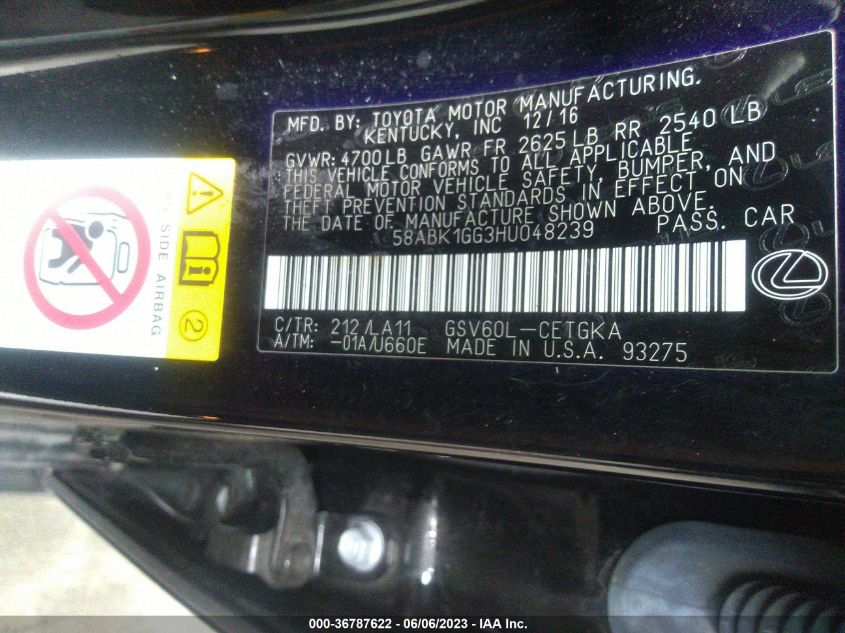 MFD. BY: TOYOTA MOTOR MANUFACTURING.
KENTUCKY, INC 12/16
GVWR: 4700LB GAWR FR 2625LB RR 2540 LB
THIS VEHICLE CONFORMS TO ALL APPLICABLE
FEDERAL MOTOR VEHICLE SAFETY, BUMPER, AND
THEFT PREVENTION STANDARDS IN EFFECT ON
THE DATE OF MANUFACTURE SHOWN ABOVE.
58ABK1GG3HU048239 PASS. CAR
C/TR: 212/LA11 GSV60L-CETGKA
A/TM: -01A/U660E MADE IN U.S.A. 93275
SIDE AIRBAG
2
000-36787622 - 06/06/2023 - IAA Inc.